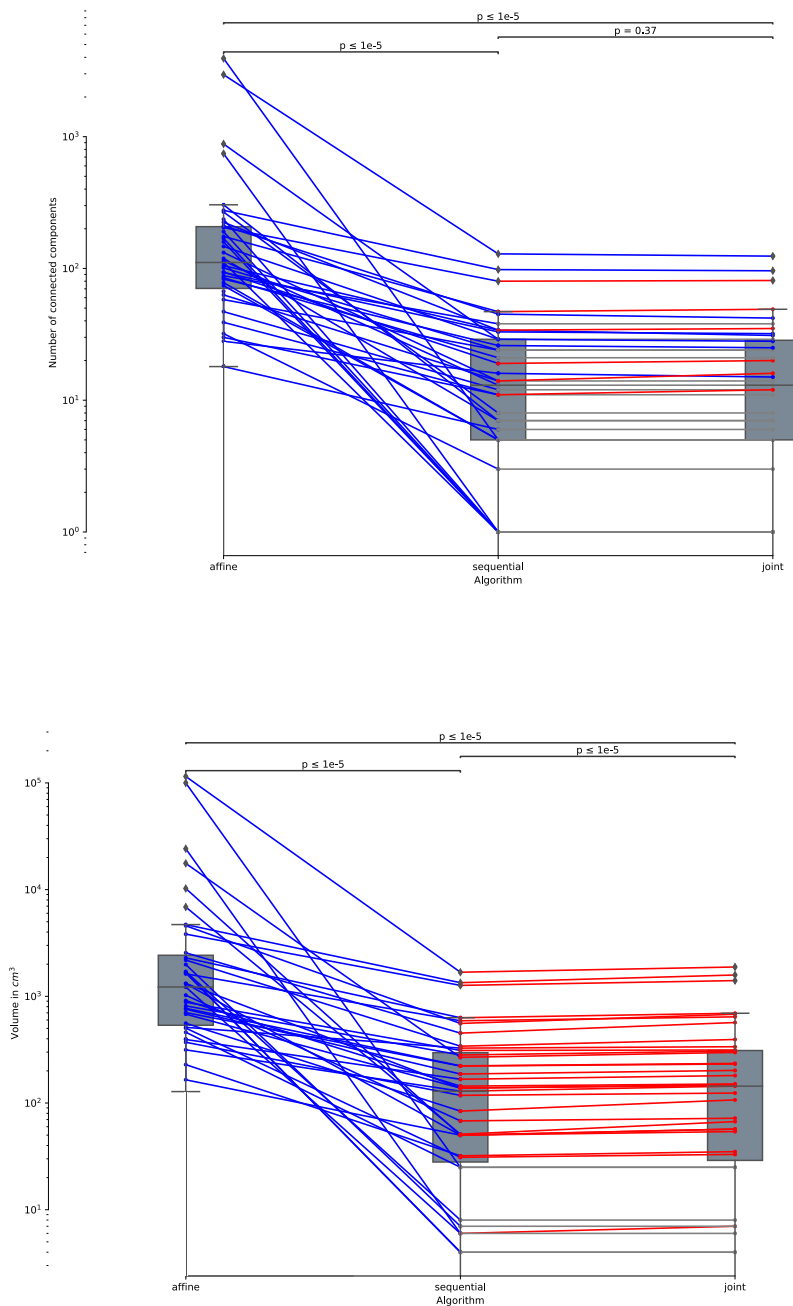 p ≤ 1e-5
p = 0.37
p ≤ 1e-5
10³
10²
10¹
10⁰
Number of connected components
affine
sequential
joint
Algorithm
p ≤ 1e-5
p ≤ 1e-5
p ≤ 1e-5
10⁵
10⁴
10³
10²
10¹
Volume in cm³
affine
sequential
joint
Algorithm